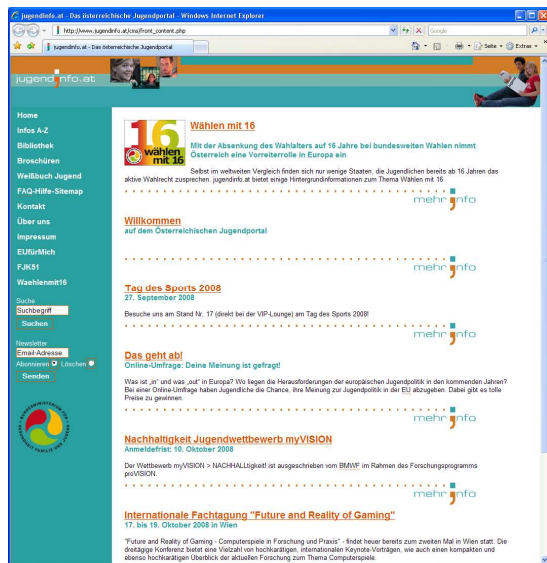 jugendinfo.at - Das österreichische Jugendportal - Windows Internet Explorer
http://www.jugendinfo.at/cms/front_content.php
Google
jugendinfo.at - Das österreichische Jugendportal
Seite
Extras
jugendinfo.at
Home
Infos A-Z
Bibliothek
Broschüren
Weißbuch Jugend
FAQ-Hilfe-Sitemap
Kontakt
Über uns
Impressum
EUfürMich
FJK51
Waehlenmit16
Suche
Suchbegriff
Suchen
Newsletter
Email-Adresse
Abonnieren Löschen
Senden
16
wählen
mit 16
Wählen mit 16
Mit der Absenkung des Wahlalters auf 16 Jahre bei bundesweiten Wahlen nimmt
Österreich eine Vorreiterrolle in Europa ein
Selbst im weltweiten Vergleich finden sich nur wenige Staaten, die Jugendlichen bereits ab 16 Jahren das
aktive Wahlrecht zusprechen. jugendinfo.at bietet einige Hintergrundinformationen zum Thema Wählen mit 16
mehr info
Willkommen
auf dem Österreichischen Jugendportal
mehr info
Tag des Sports 2008
27. September 2008
Besuche uns am Stand Nr. 17 (direkt bei der VIP-Lounge) am Tag des Sports 2008!
mehr info
Das geht ab!
Online-Umfrage: Deine Meinung ist gefragt!
Was ist „in" und was „out" in Europa? Wo liegen die Herausforderungen der europäischen Jugendpolitik in den kommenden Jahren?
Bei einer Online-Umfrage haben Jugendliche die Chance, ihre Meinung zur Jugendpolitik in der EU abzugeben. Dabei gibt es tolle
Preise zu gewinnen.
mehr info
Nachhaltigkeit Jugendwettbewerb myVISION
Anmeldefrist: 10. Oktober 2008
Der Wettbewerb myVISION > NACHHALLtigkeit! ist ausgeschrieben vom BMWF im Rahmen des Forschungsprogramms
proVISION.
mehr info
Internationale Fachtagung "Future and Reality of Gaming"
17. bis 19. Oktober 2008 in Wien
"Future and Reality of Gaming - Computerspiele in Forschung und Praxis" - findet heuer bereits zum zweiten Mal in Wien statt. Die
dreitägige Konferenz bietet eine Vielzahl von hochkarätigen, internationalen Keynote-Vorträgen, wie auch einen kompakten und
ebenso hochkarätigen Überblick der aktuellen Forschung zum Thema Computerspiele.